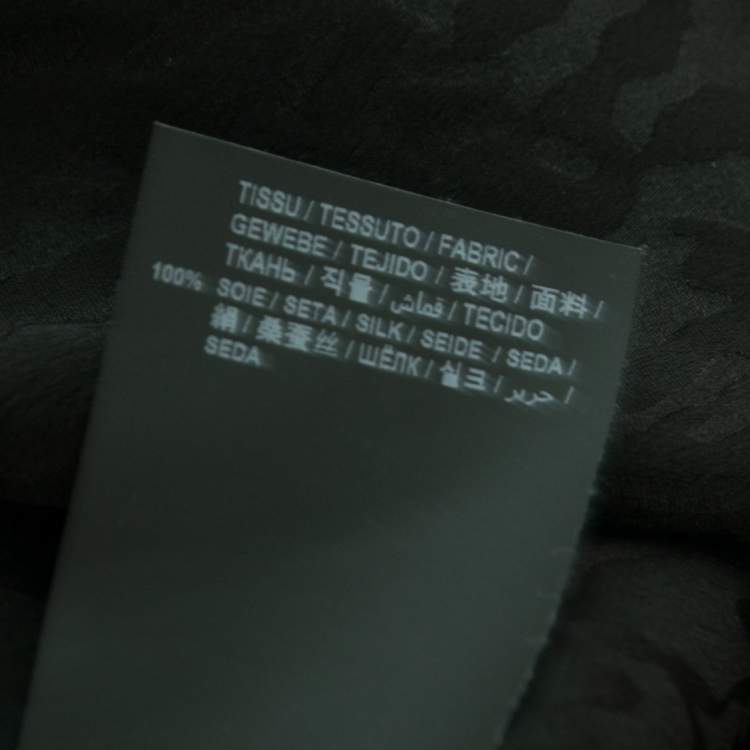 TISSU / TESSUTO / FABRIC /
GEWEBE / TEJIDO / 表地 / 面料 /
ТКАНЬ / 직물 / قماش / TECIDO
100% SOIE / SETA / SILK / SEIDE / SEDA /
絹 / 桑蚕丝 / ШЁЛК / 실크 / حرير /
SEDA